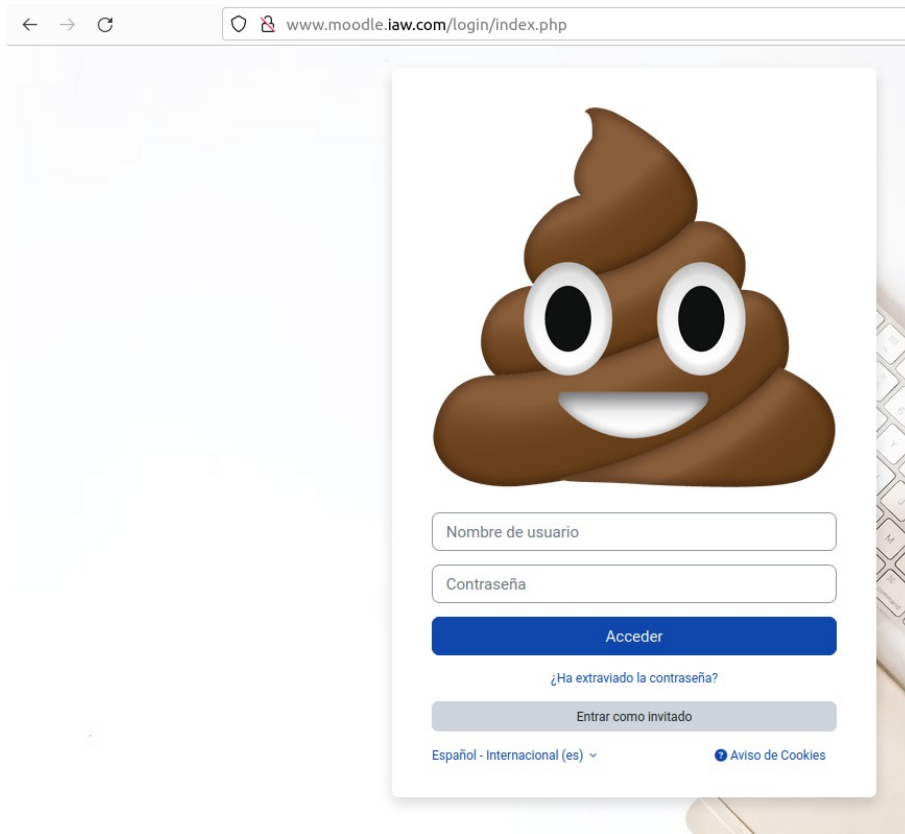 www.moodle.iaw.com/login/index.php
Nombre de usuario
Contraseña
Acceder
¿Ha extraviado la contraseña?
Entrar como invitado
Español - Internacional (es)
Aviso de Cookies